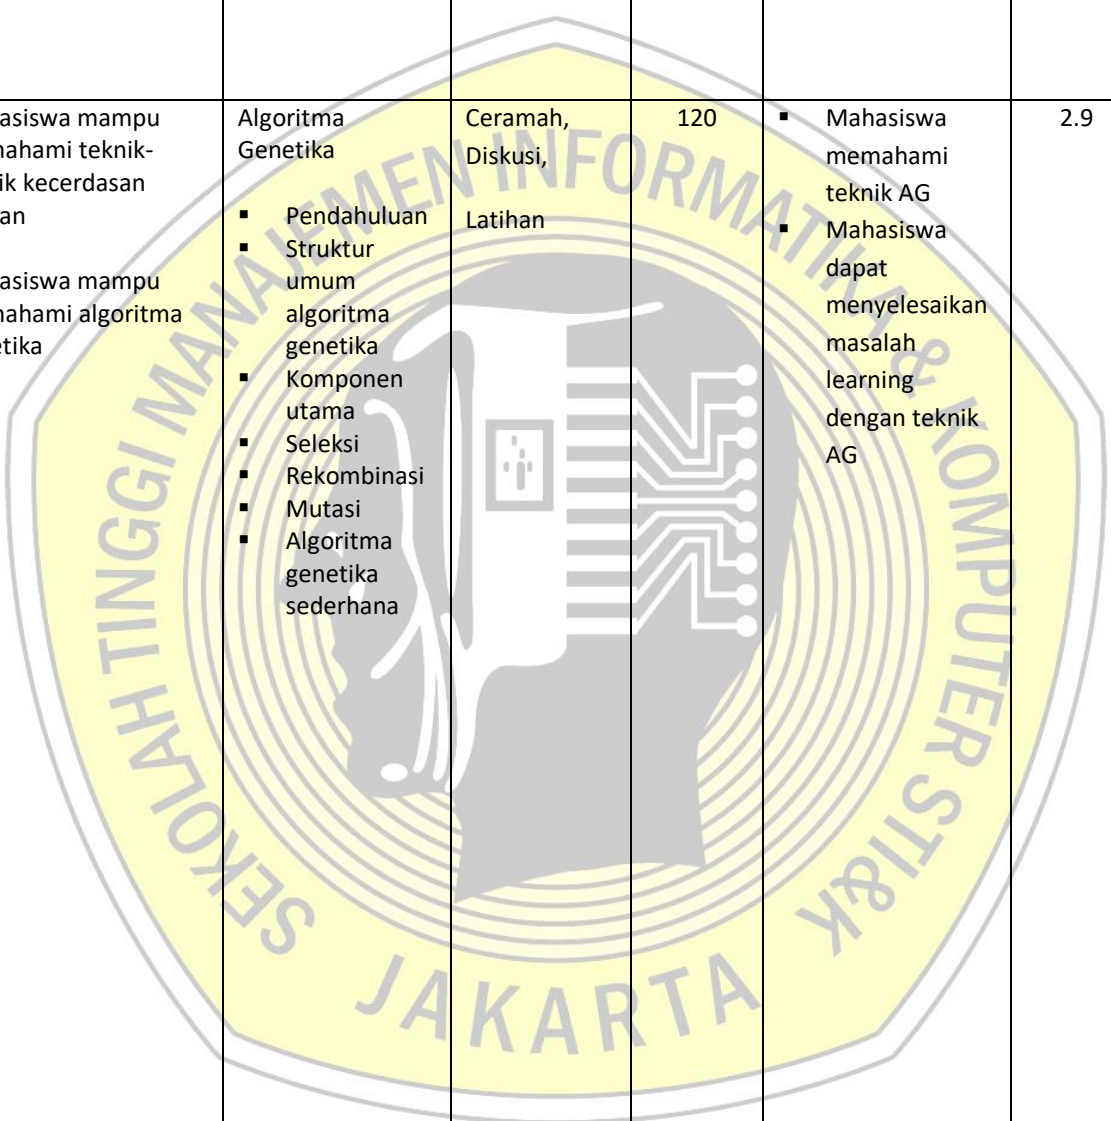 asiswa mampu
nahami teknik-
ik kecerdasan
an
asiswa mampu
nahami algoritma
etika
Algoritma
Genetika
▪ Pendahuluan
▪ Struktur
umum
algoritma
genetika
▪ Komponen
utama
▪ Seleksi
▪ Rekombinasi
▪ Mutasi
▪ Algoritma
genetika
sederhana
Ceramah,
Diskusi,
Latihan
120
▪ Mahasiswa
memahami
teknik AG
▪ Mahasiswa
dapat
menyelesaikan
masalah
learning
dengan teknik
AG
2.9
SEKOLAH TINGGI MANAJEMEN INFORMATIKA & KOMPUTER STI&K
JAKARTA